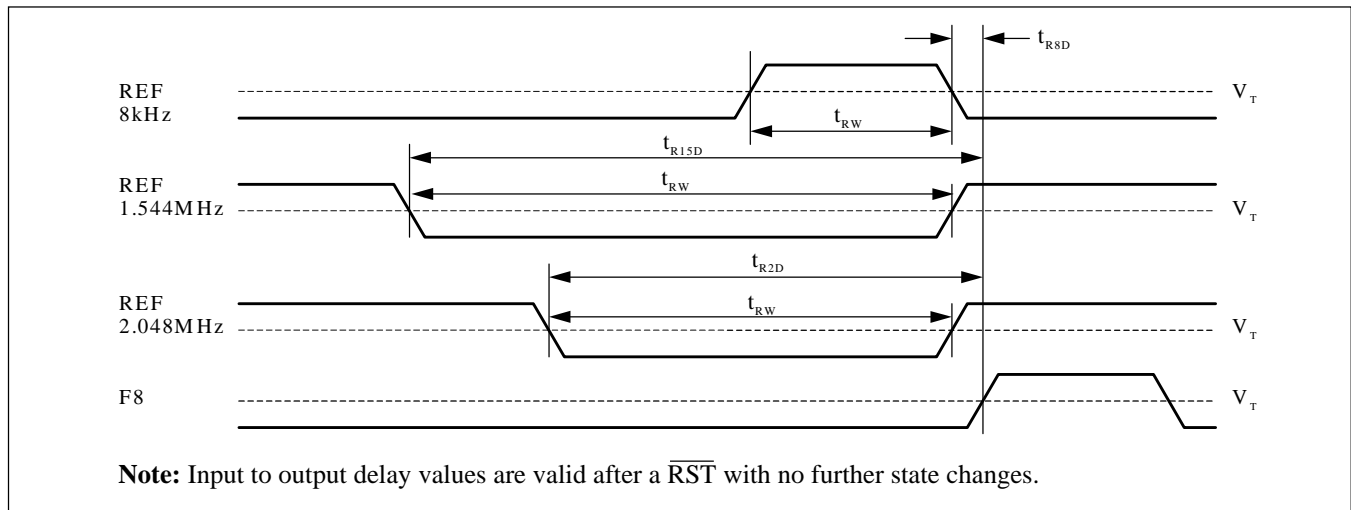 t_R8D
REF
8kHz
V_T
t_RW
t_R15D
REF
1.544MHz
t_RW
V_T
t_R2D
REF
2.048MHz
t_RW
V_T
F8
V_T
Note: Input to output delay values are valid after a R̅S̅T̅ with no further state changes.